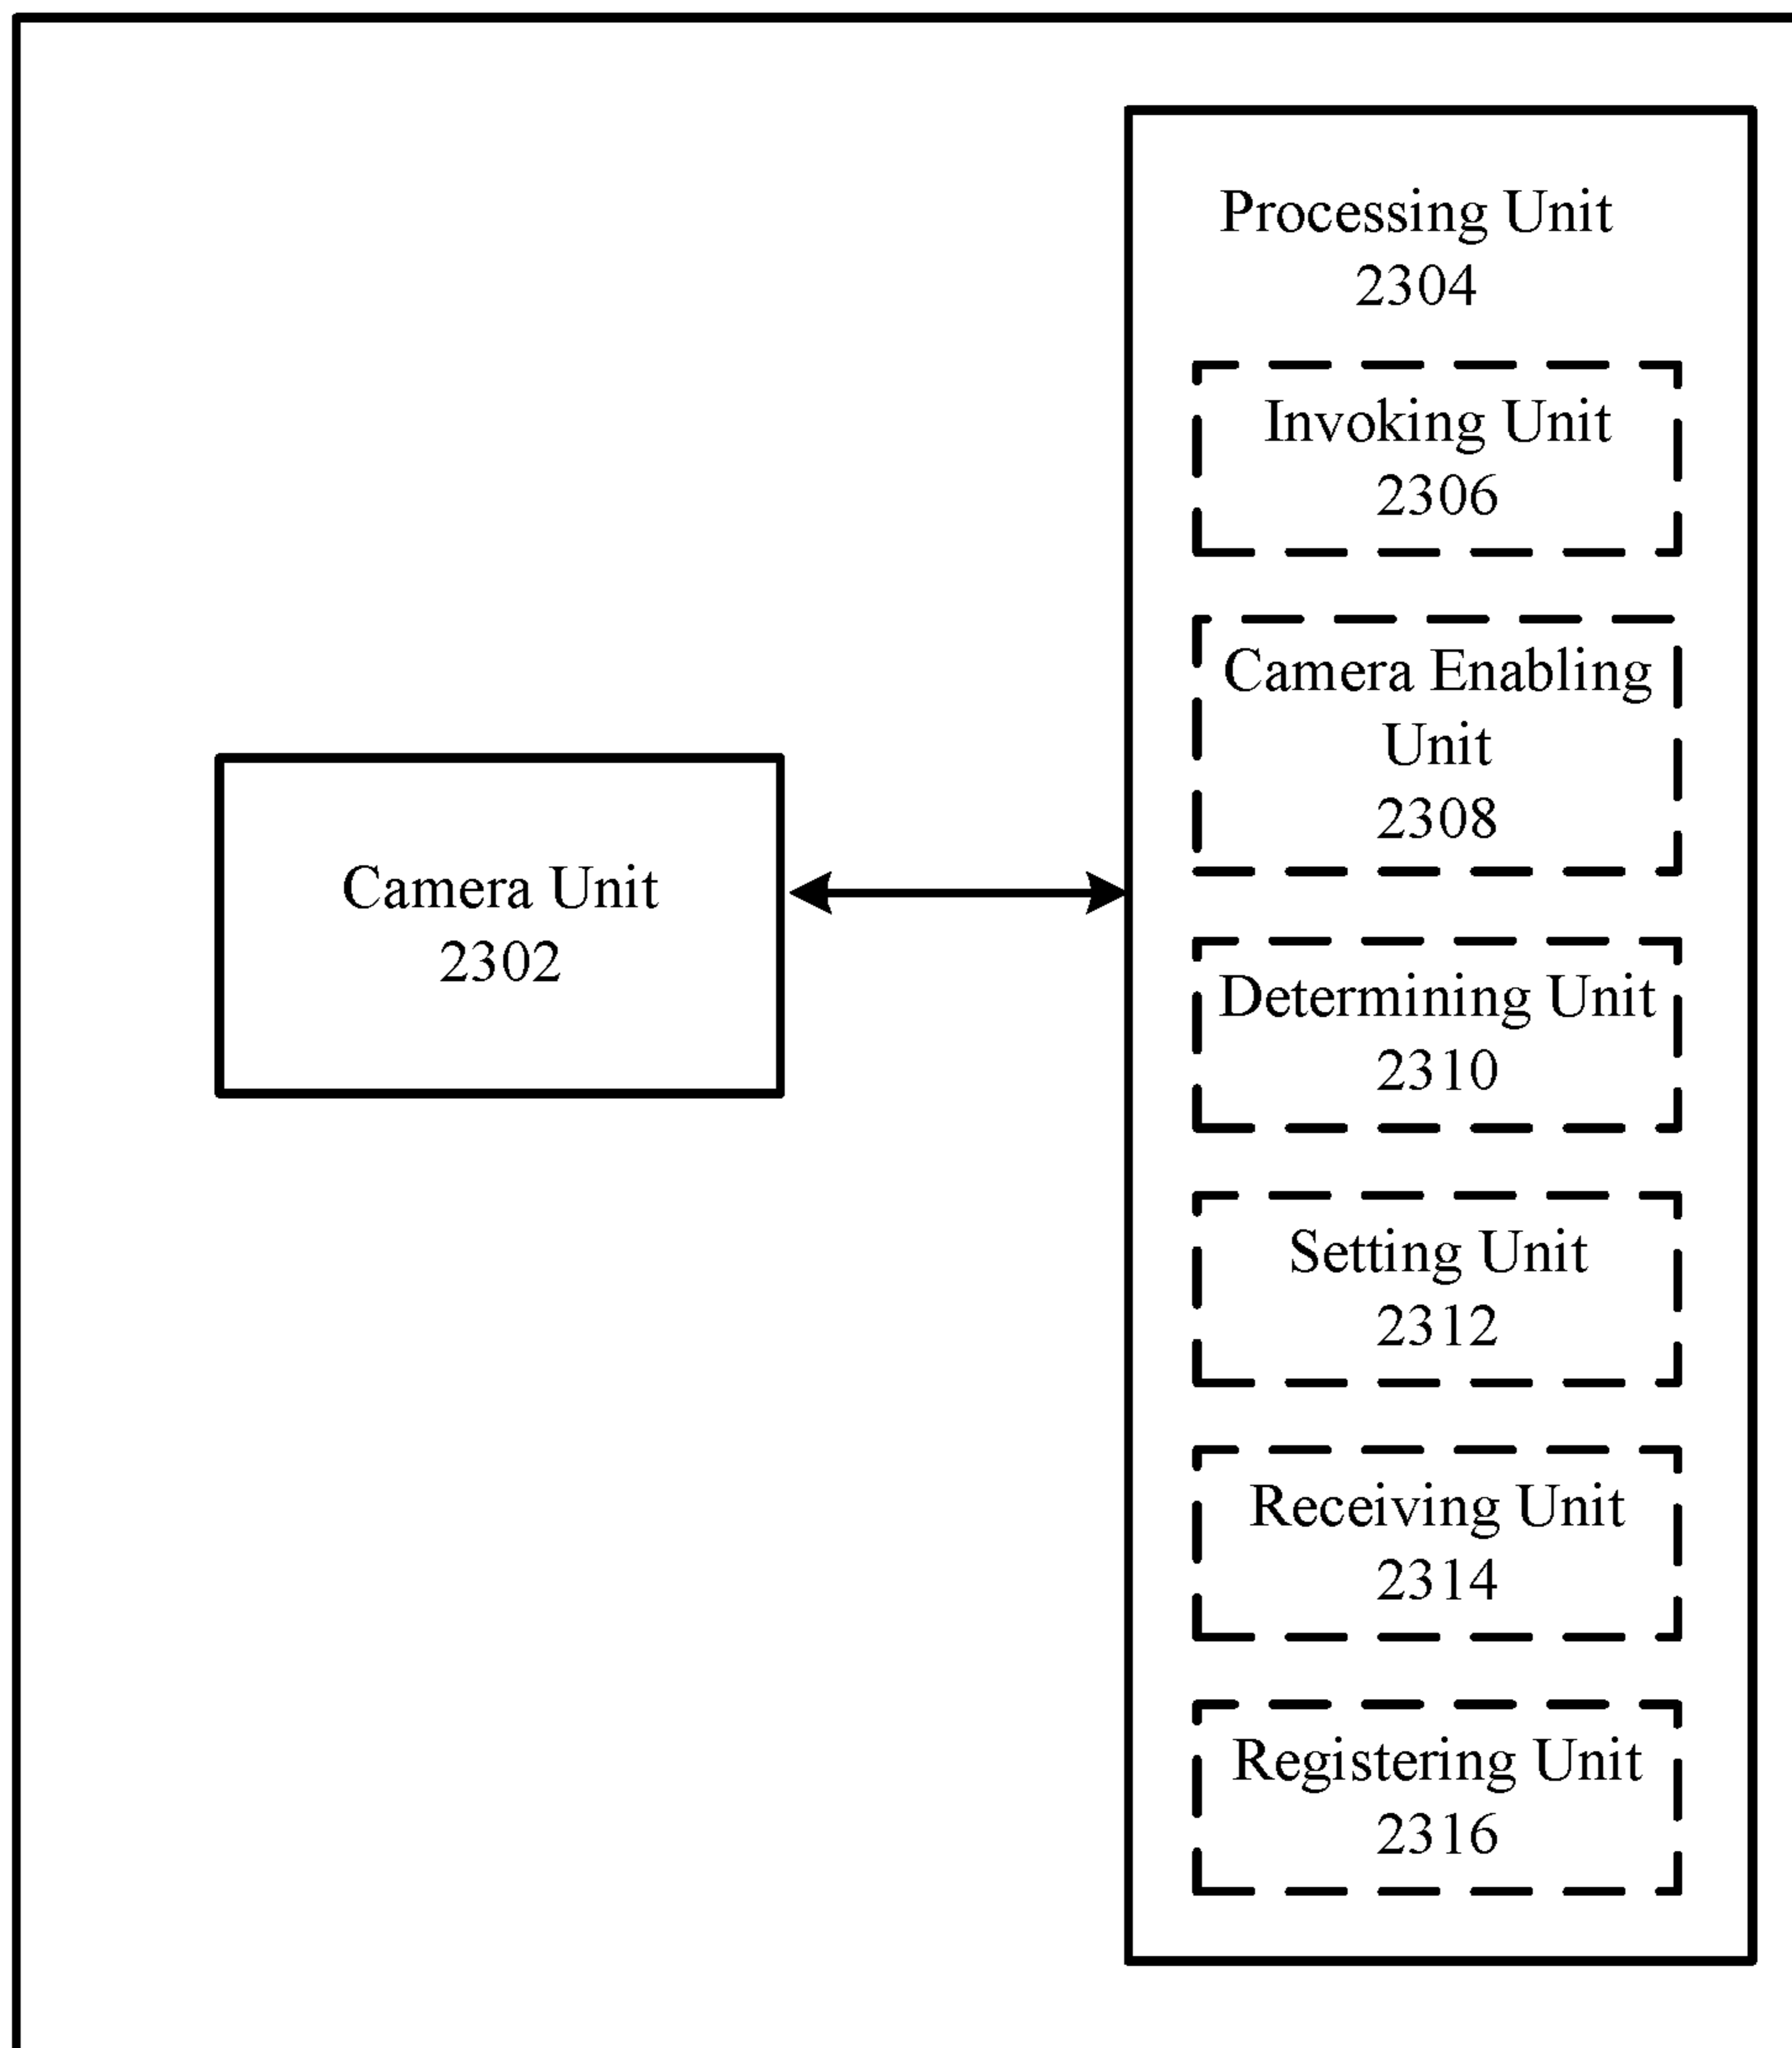 Processing Unit
2304
Invoking Unit
2306
Camera Enabling
Unit
2308
Camera Unit
2302
Determining Unit
2310
Setting Unit
2312
Receiving Unit
2314
Registering Unit
2316